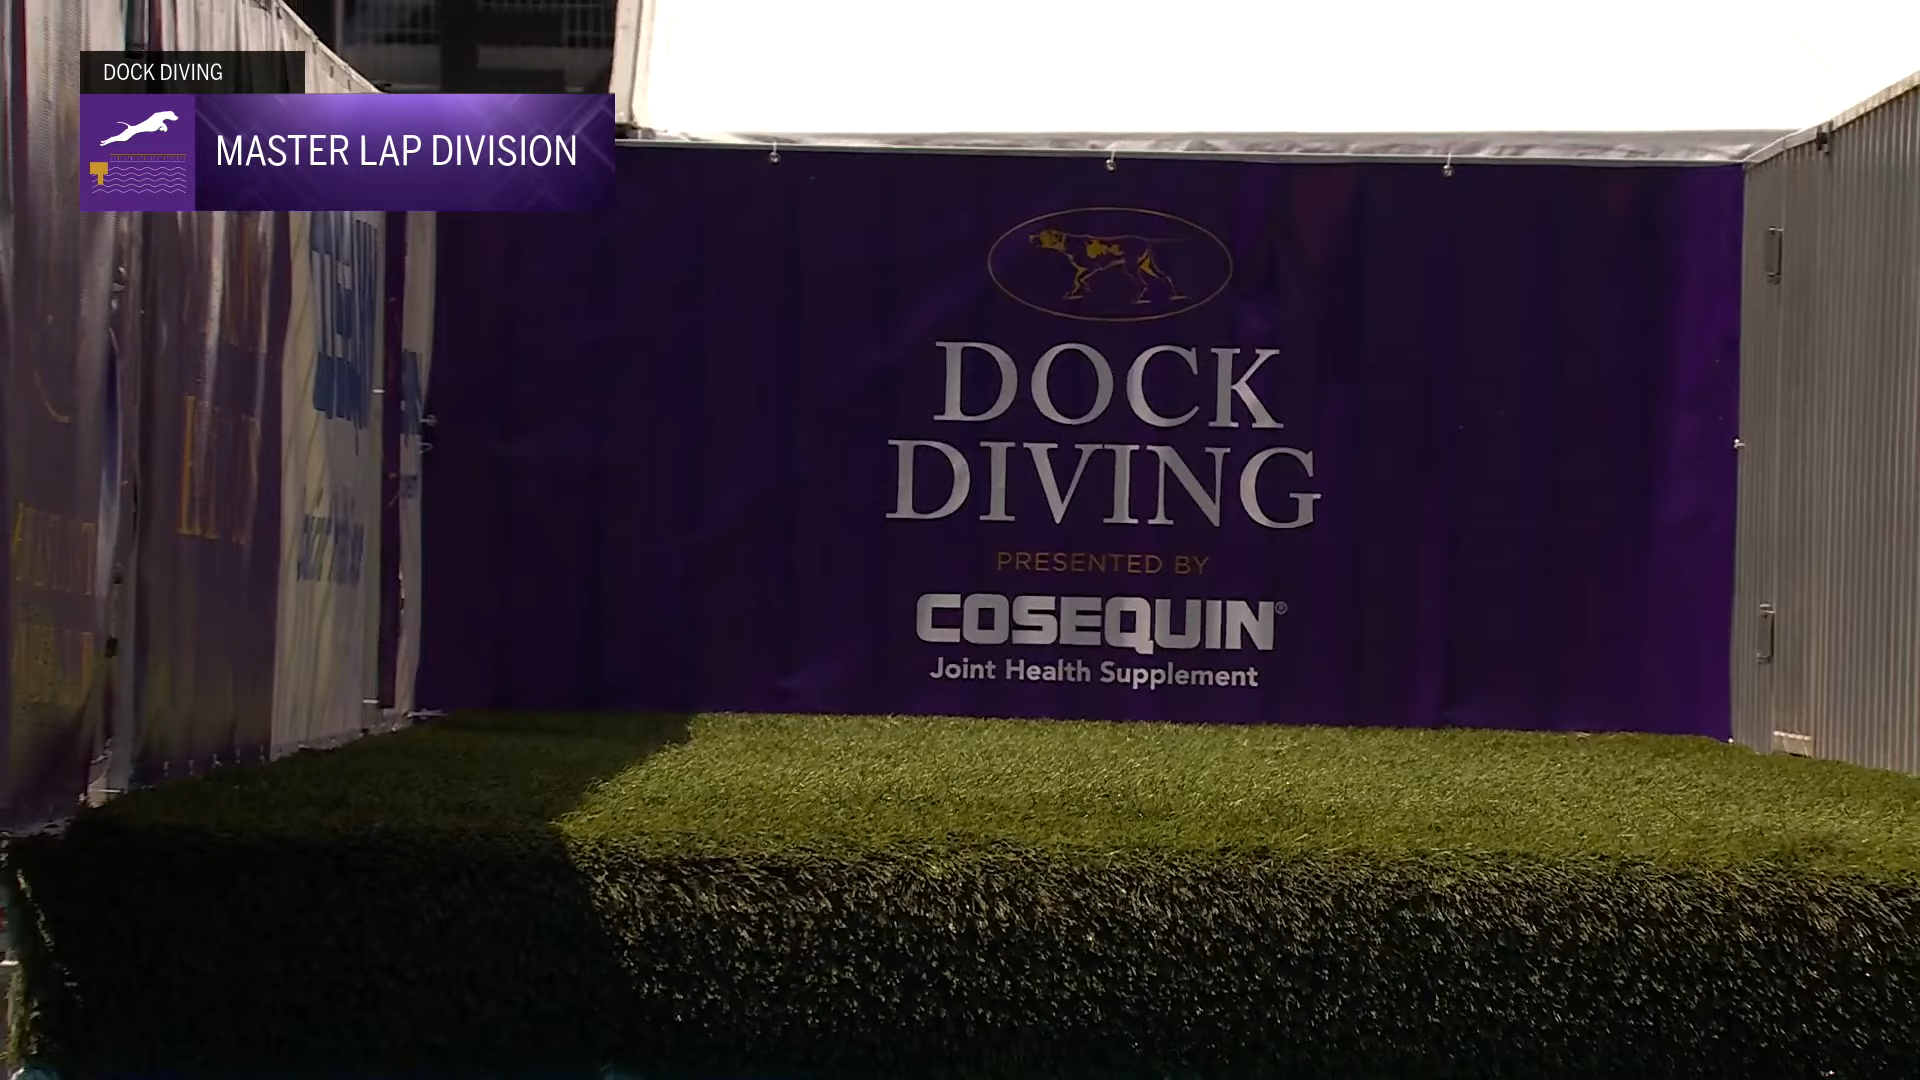 DOCK DIVING
MASTER LAP DIVISION
DOCK
DIVING
PRESENTED BY
COSEQUIN®
Joint Health Supplement